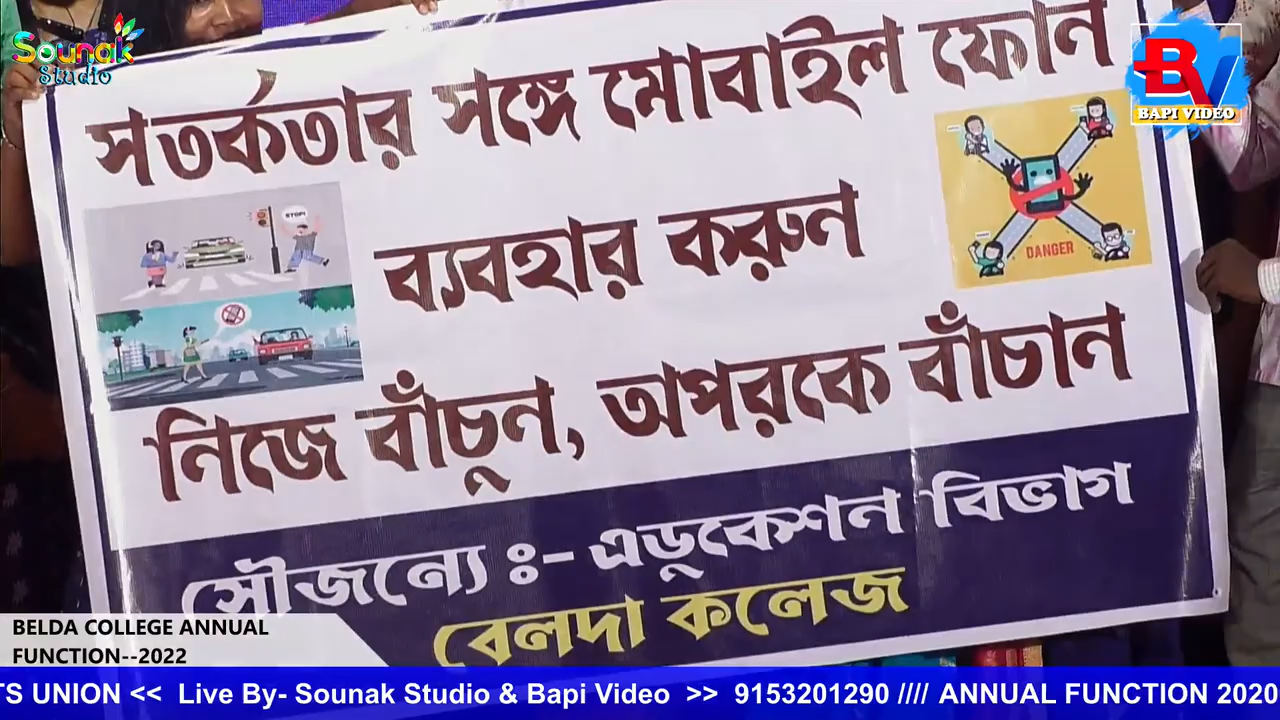 Sounak
Studio
BV
BAPI VIDEO
সতর্কতার সঙ্গে মোবাইল ফোন
STOP!
ব্যবহার করুন
DANGER
নিজে বাঁচুন, অপরকে বাঁচান
সৌজন্যে ঃ- এডুকেশন বিভাগ
বেলদা কলেজ
BELDA COLLEGE ANNUAL
FUNCTION--2022
TS UNION << Live By- Sounak Studio & Bapi Video >> 9153201290 //// ANNUAL FUNCTION 2020